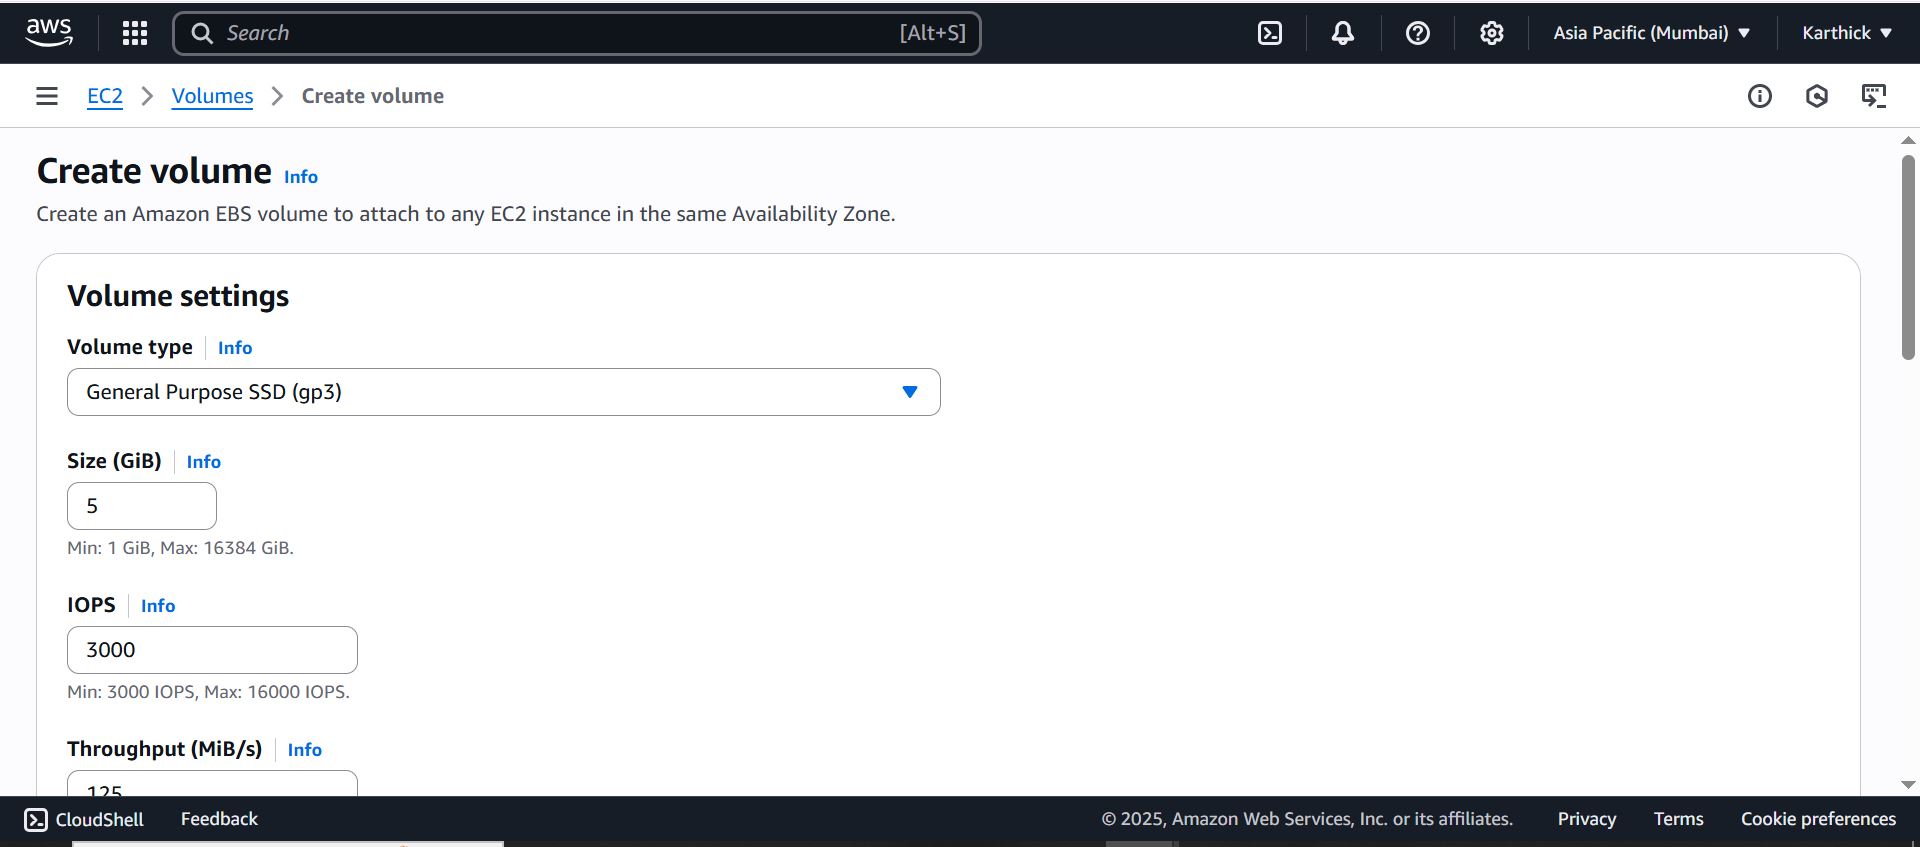 aws
Search [Alt+S] Asia Pacific (Mumbai) Karthick
EC2 Volumes Create volume
Create volume Info
Create an Amazon EBS volume to attach to any EC2 instance in the same Availability Zone.
Volume settings
Volume type Info
General Purpose SSD (gp3)
Size (GiB) Info
5
Min: 1 GiB, Max: 16384 GiB.
IOPS Info
3000
Min: 3000 IOPS, Max: 16000 IOPS.
Throughput (MiB/s) Info
125
CloudShell Feedback © 2025, Amazon Web Services, Inc. or its affiliates. Privacy Terms Cookie preferences